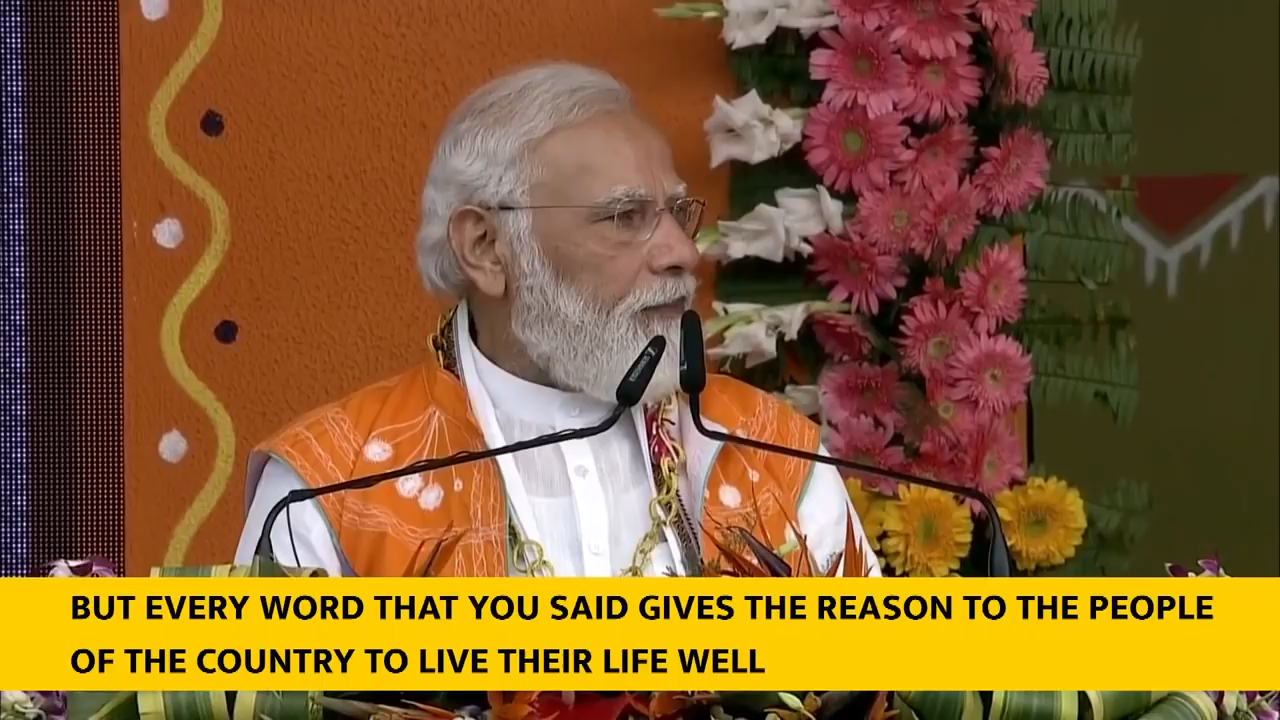 BUT EVERY WORD THAT YOU SAID GIVES THE REASON TO THE PEOPLE
OF THE COUNTRY TO LIVE THEIR LIFE WELL